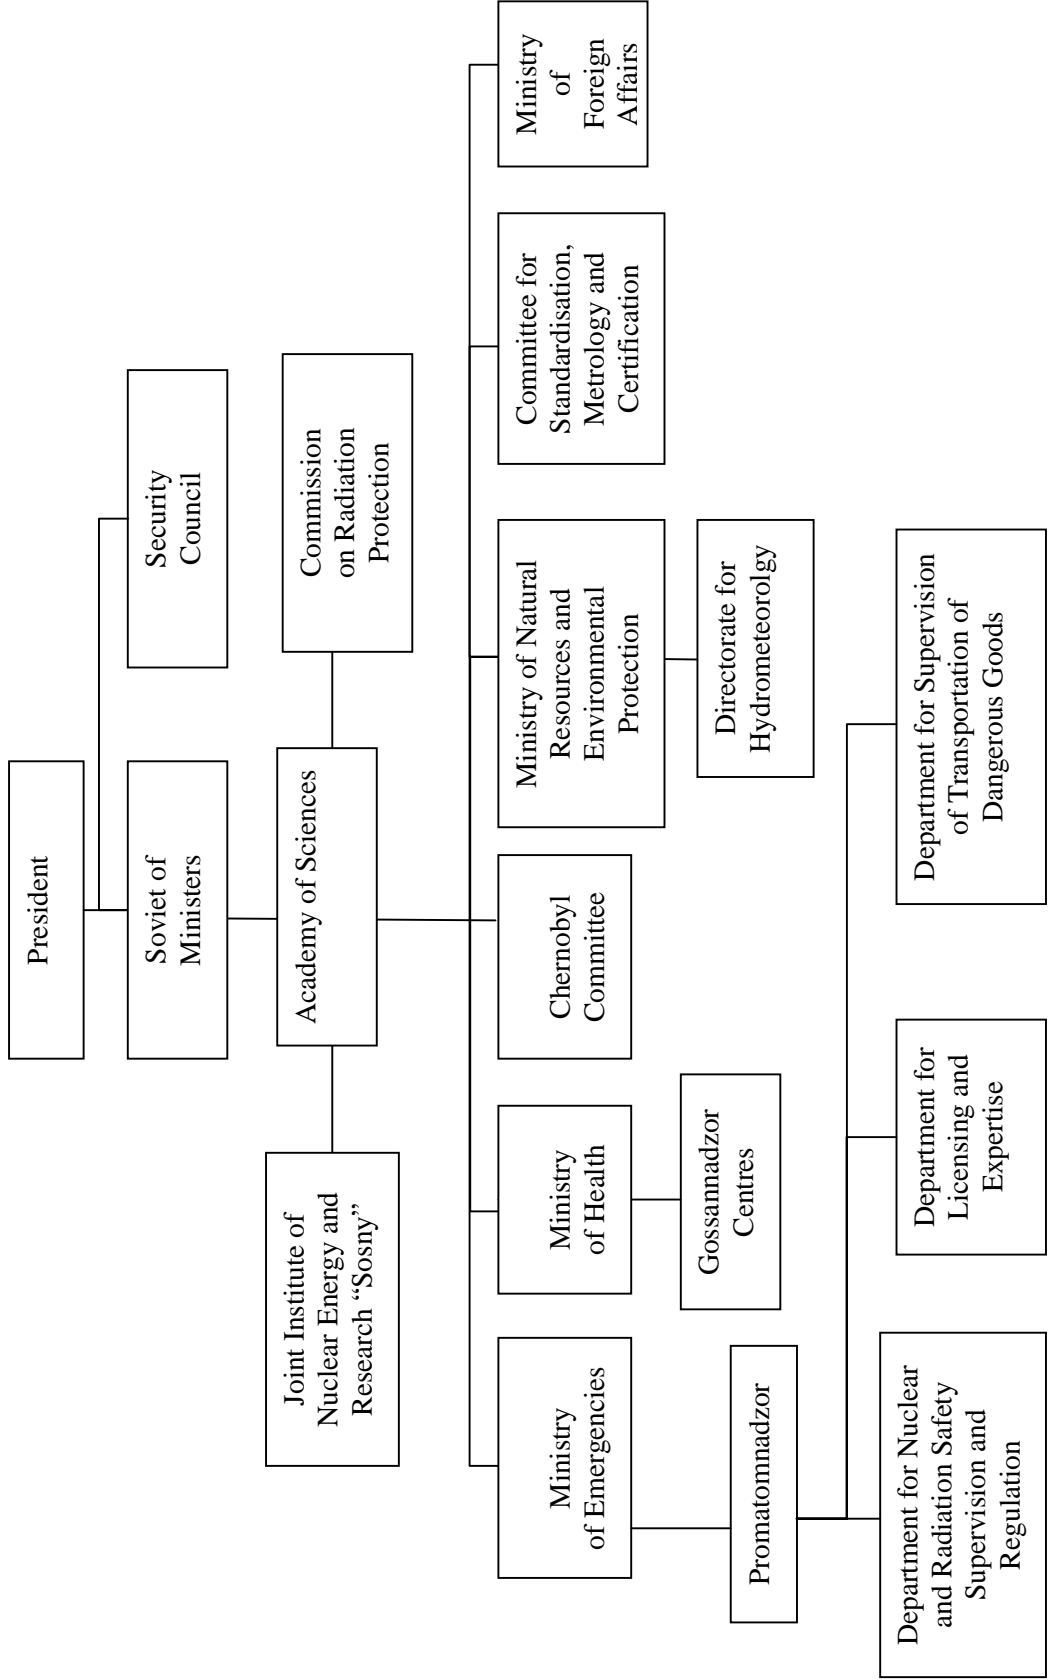 President
Soviet of
Ministers
Security
Council
Joint Institute of
Nuclear Energy and
Research “Sosny”
Academy of Sciences
Commission
on Radiation
Protection
Ministry
of Emergencies
Ministry
of Health
Chernobyl
Committee
Ministry of Natural
Resources and
Environmental
Protection
Committee for
Standardisation,
Metrology and
Certification
Ministry
of
Foreign
Affairs
Promatomnadzor
Gossannadzor
Centres
Directorate for
Hydrometeorolgy
Department for Nuclear
and Radiation Safety
Supervision and
Regulation
Department for
Licensing and
Expertise
Department for Supervision
of Transportation of
Dangerous Goods